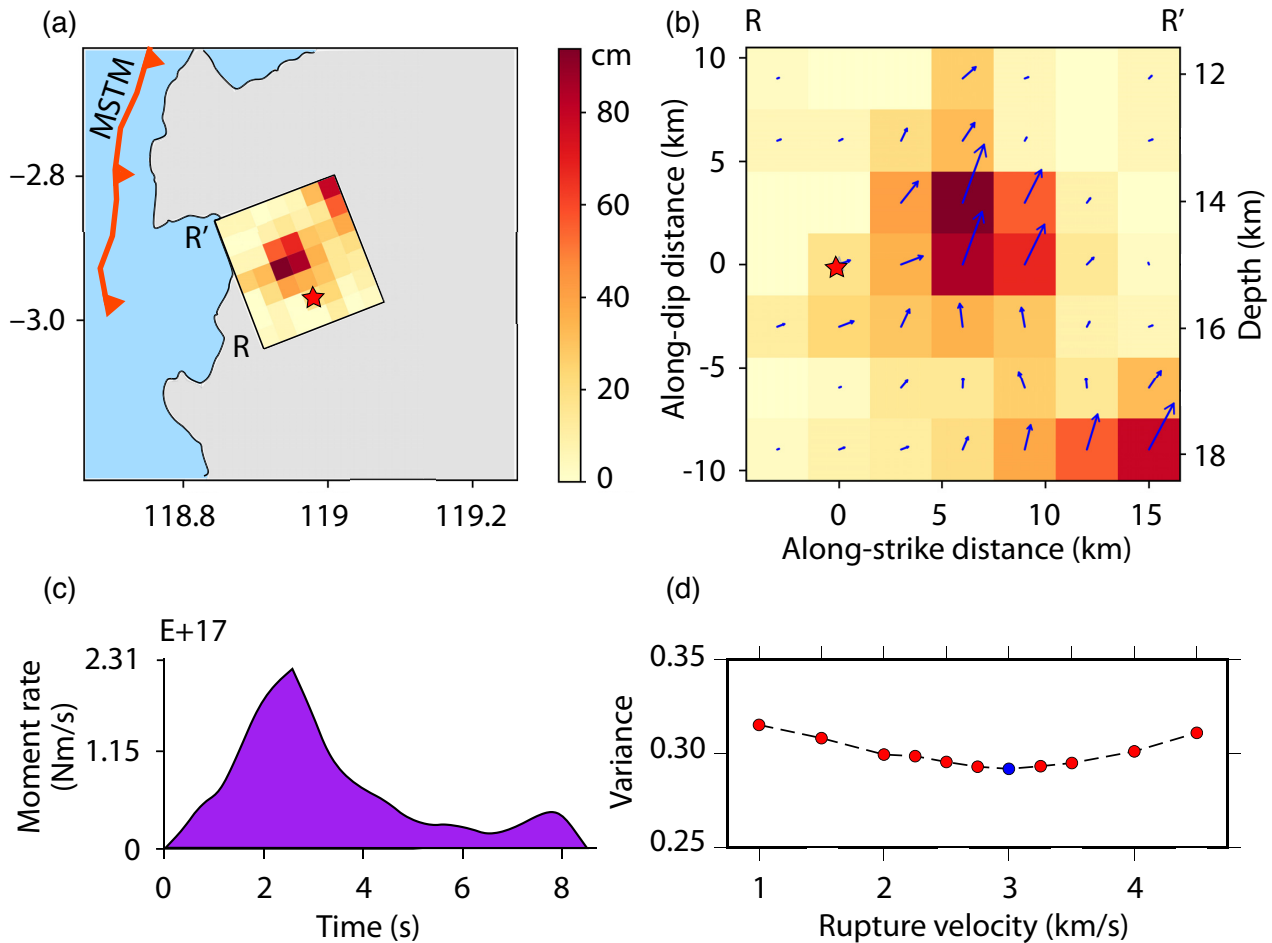 (a)
MSTM
−2.8
−3.0
R’
R
118.8
119
119.2
cm
80
60
40
20
0
(b)
R
R’
10
5
0
-5
-10
Along-dip distance (km)
12
14
16
18
Depth (km)
0
5
10
15
Along-strike distance (km)
(c)
E+17
2.31
1.15
0
Moment rate
(Nm/s)
0
2
4
6
8
Time (s)
(d)
0.35
0.30
0.25
Variance
1
2
3
4
Rupture velocity (km/s)